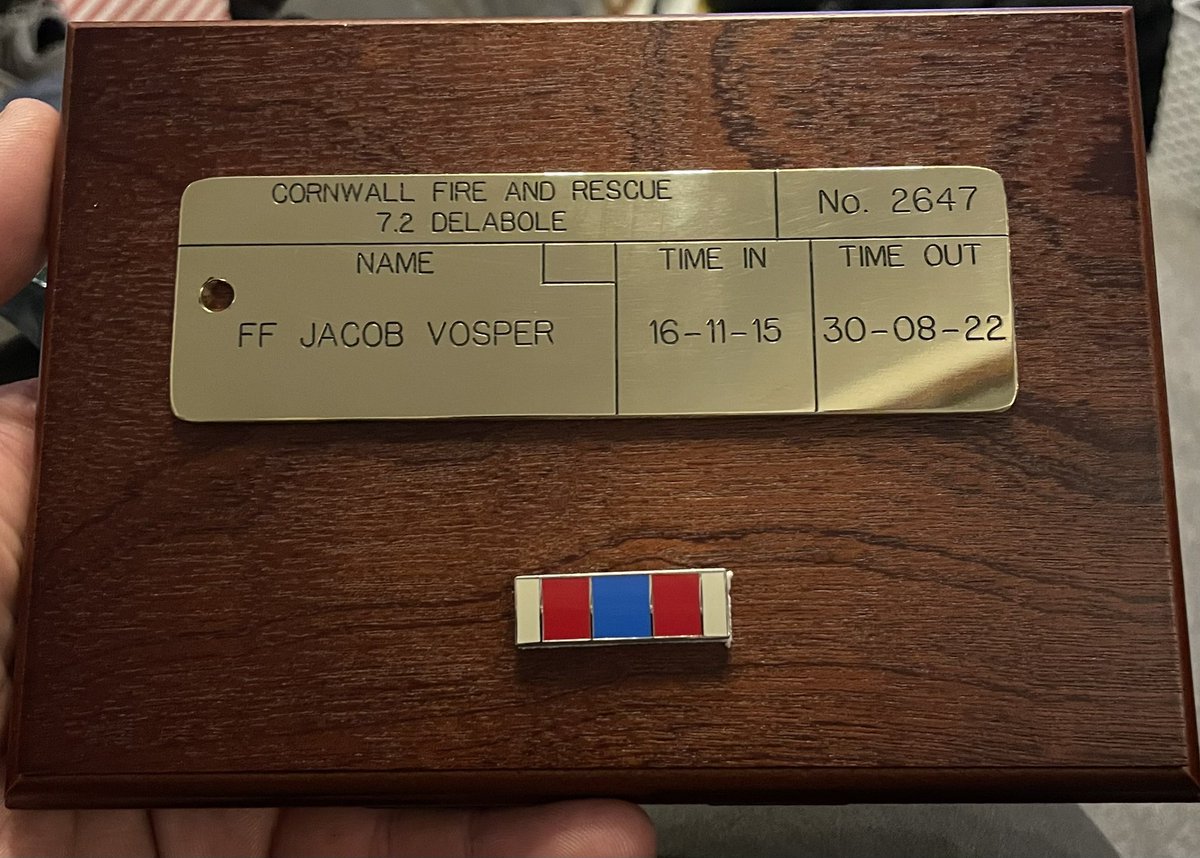 CORNWALL FIRE AND RESCUE
7.2 DELABOLE
No. 2647
NAME
TIME IN
TIME OUT
FF JACOB VOSPER
16-11-15
30-08-22